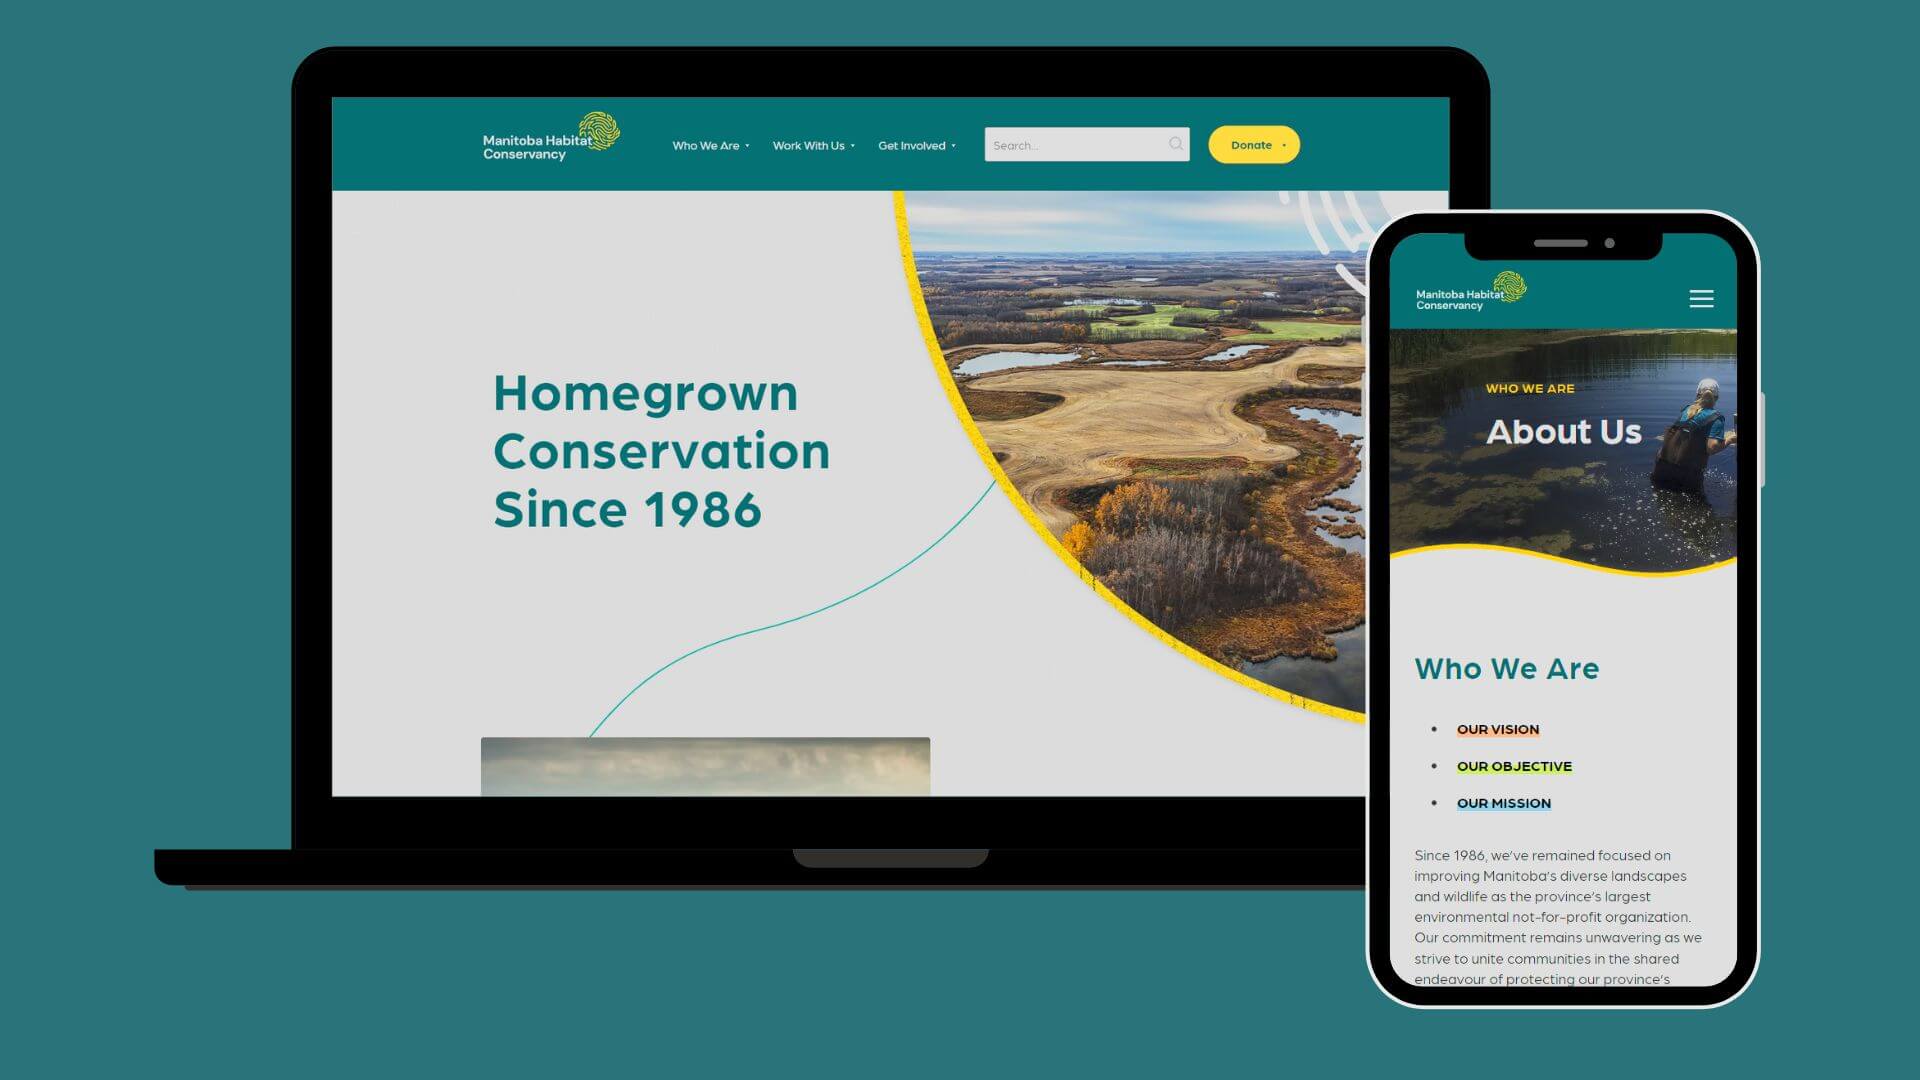 Manitoba Habitat
Conservancy
Who We Are
Work With Us
Get Involved
Search...
Donate
Homegrown
Conservation
Since 1986
Manitoba Habitat
Conservancy
WHO WE ARE
About Us
Who We Are
• OUR VISION
• OUR OBJECTIVE
• OUR MISSION
Since 1986, we've remained focused on
improving Manitoba's diverse landscapes
and wildlife as the province's largest
environmental not-for-profit organization.
Our commitment remains unwavering as we
strive to unite communities in the shared
endeavour of protecting our province's